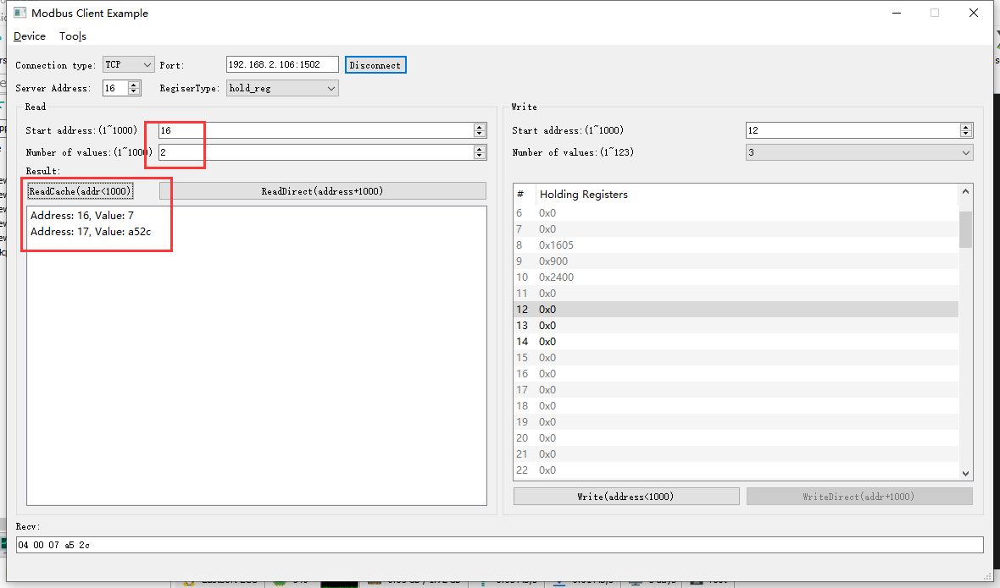 Modbus Client Example
Device Tools
Connection type: TCP Port: 192.168.2.106:1502 Disconnect
Server Address: 16 RegiserType: hold_reg
Read
Start address:(1~1000) 16
Number of values:(1~1000) 2
Result:
ReadCache(addr<1000) ReadDirect(address+1000)
Address: 16, Value: 7
Address: 17, Value: a52c
Write
Start address:(1~1000) 12
Number of values:(1~123) 3
# Holding Registers
6 0x0
7 0x0
8 0x1605
9 0x900
10 0x2400
11 0x0
12 0x0
13 0x0
14 0x0
15 0x0
16 0x0
17 0x0
18 0x0
19 0x0
20 0x0
21 0x0
22 0x0
Write(address<1000) WriteDirect(addr+1000)
Recv:
04 00 07 a5 2c